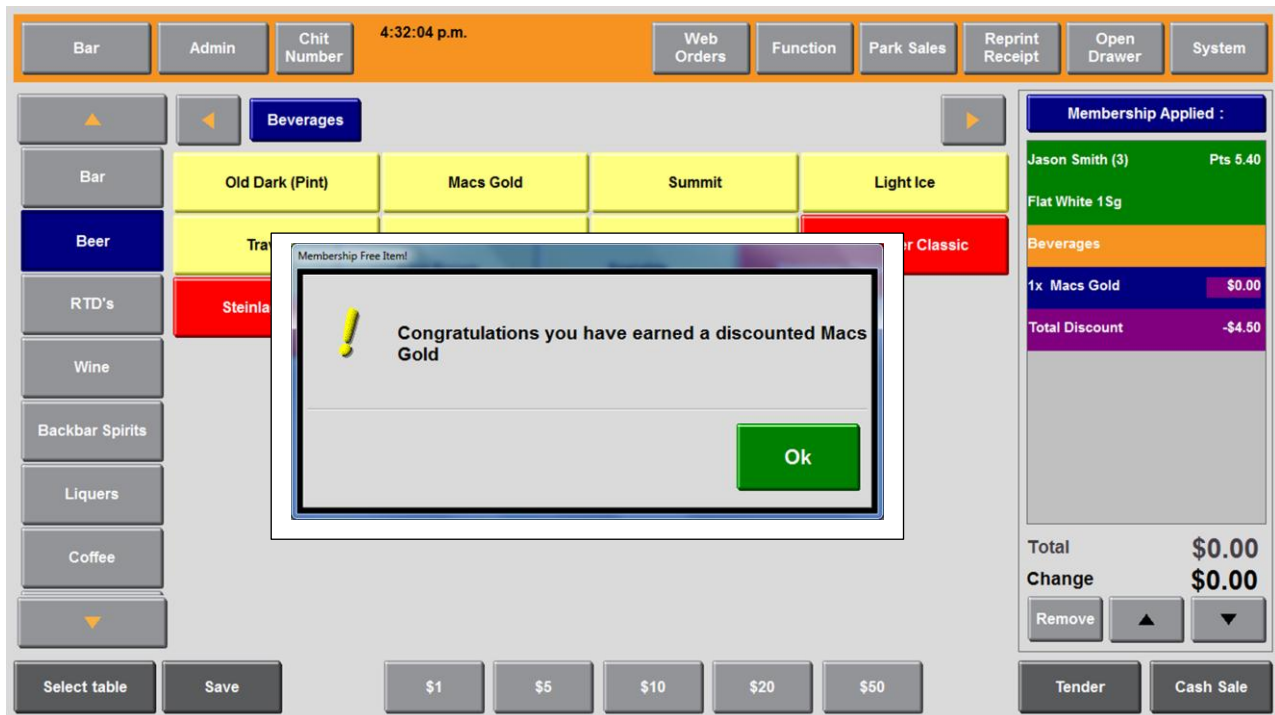 Bar
Admin
Chit
Number
4:32:04 p.m.
Web
Orders
Function
Park Sales
Reprint
Receipt
Open
Drawer
System
Beverages
Membership Applied :
Bar
Old Dark (Pint)
Macs Gold
Summit
Light Ice
Jason Smith (3) Pts 5.40
Flat White 1Sg
Beer
Classic
Beverages
Membership Free Item!
RTD's
1x Macs Gold $0.00
Congratulations you have earned a discounted Macs
Gold
Total Discount -$4.50
Wine
Backbar Spirits
Ok
Liquers
Coffee
Total $0.00
Change $0.00
Remove
Select table
Save
$1
$5
$10
$20
$50
Tender
Cash Sale